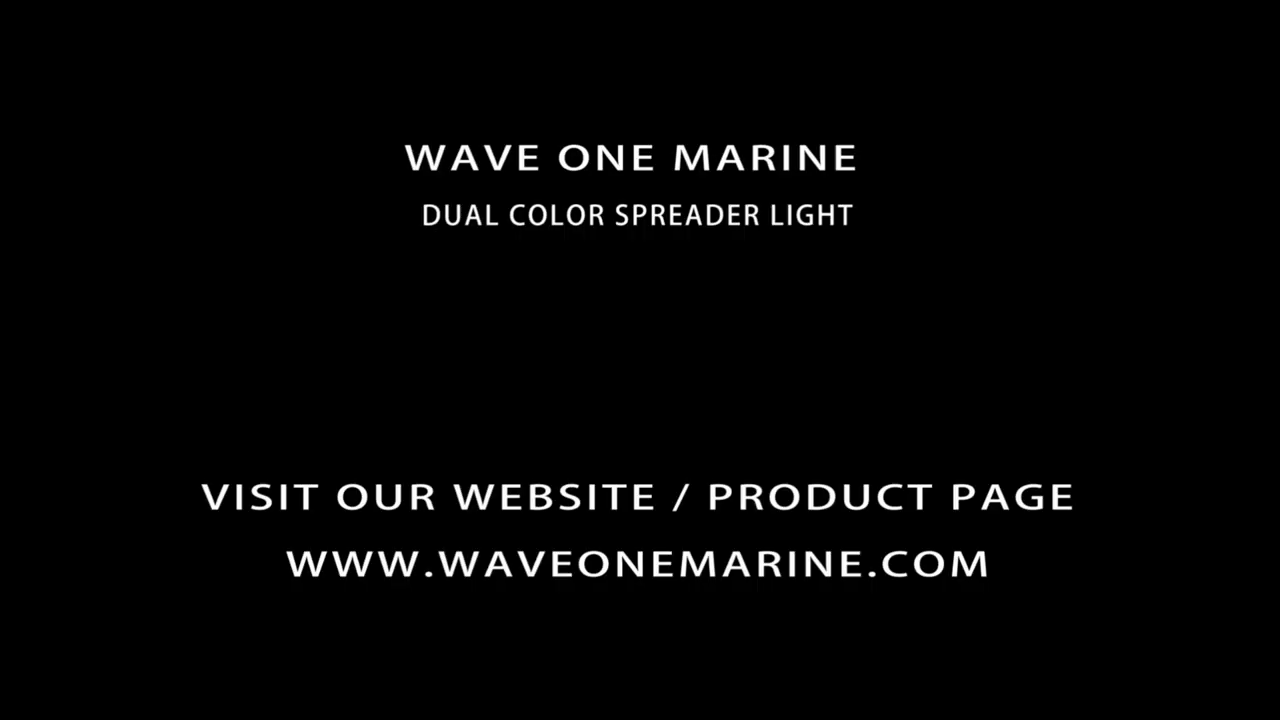 WAVE ONE MARINE
DUAL COLOR SPREADER LIGHT
VISIT OUR WEBSITE / PRODUCT PAGE
WWW.WAVEONEMARINE.COM